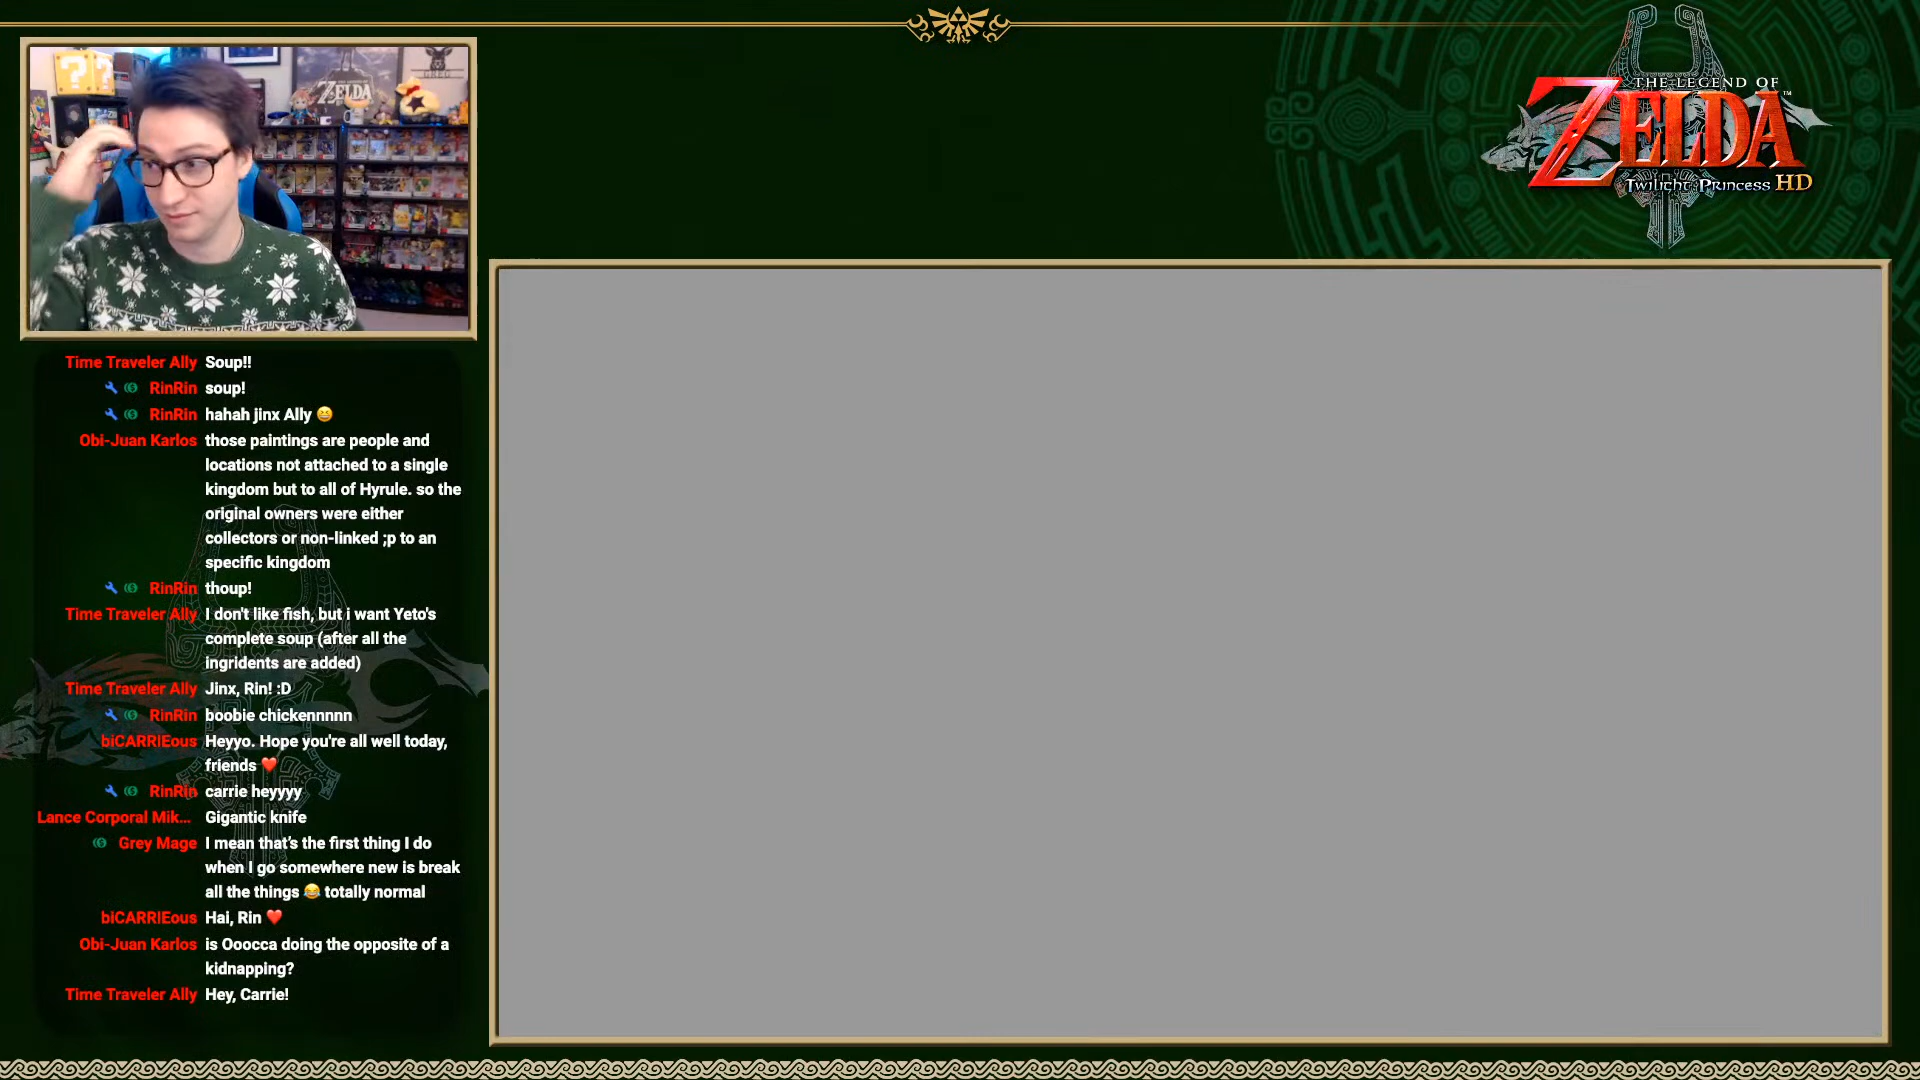 THE LEGEND OF
ZELDA™
Twilight Princess HD
GREG
ZELDA
Time Traveler Ally Soup!!
RinRin soup!
RinRin hahah jinx Ally 😆
Obi-Juan Karlos those paintings are people and
locations not attached to a single
kingdom but to all of Hyrule. so the
original owners were either
collectors or non-linked ;p to an
specific kingdom
RinRin thoup!
Time Traveler Ally I don't like fish, but i want Yeto's
complete soup (after all the
ingridents are added)
Time Traveler Ally Jinx, Rin! :D
RinRin boobie chickennnnn
biCARRIEous Heyyo. Hope you're all well today,
friends ❤️
RinRin carrie heyyyy
Lance Corporal Mik... Gigantic knife
Grey Mage I mean that's the first thing I do
when I go somewhere new is break
all the things 😂 totally normal
biCARRIEous Hai, Rin ❤️
Obi-Juan Karlos is Ooocca doing the opposite of a
kidnapping?
Time Traveler Ally Hey, Carrie!